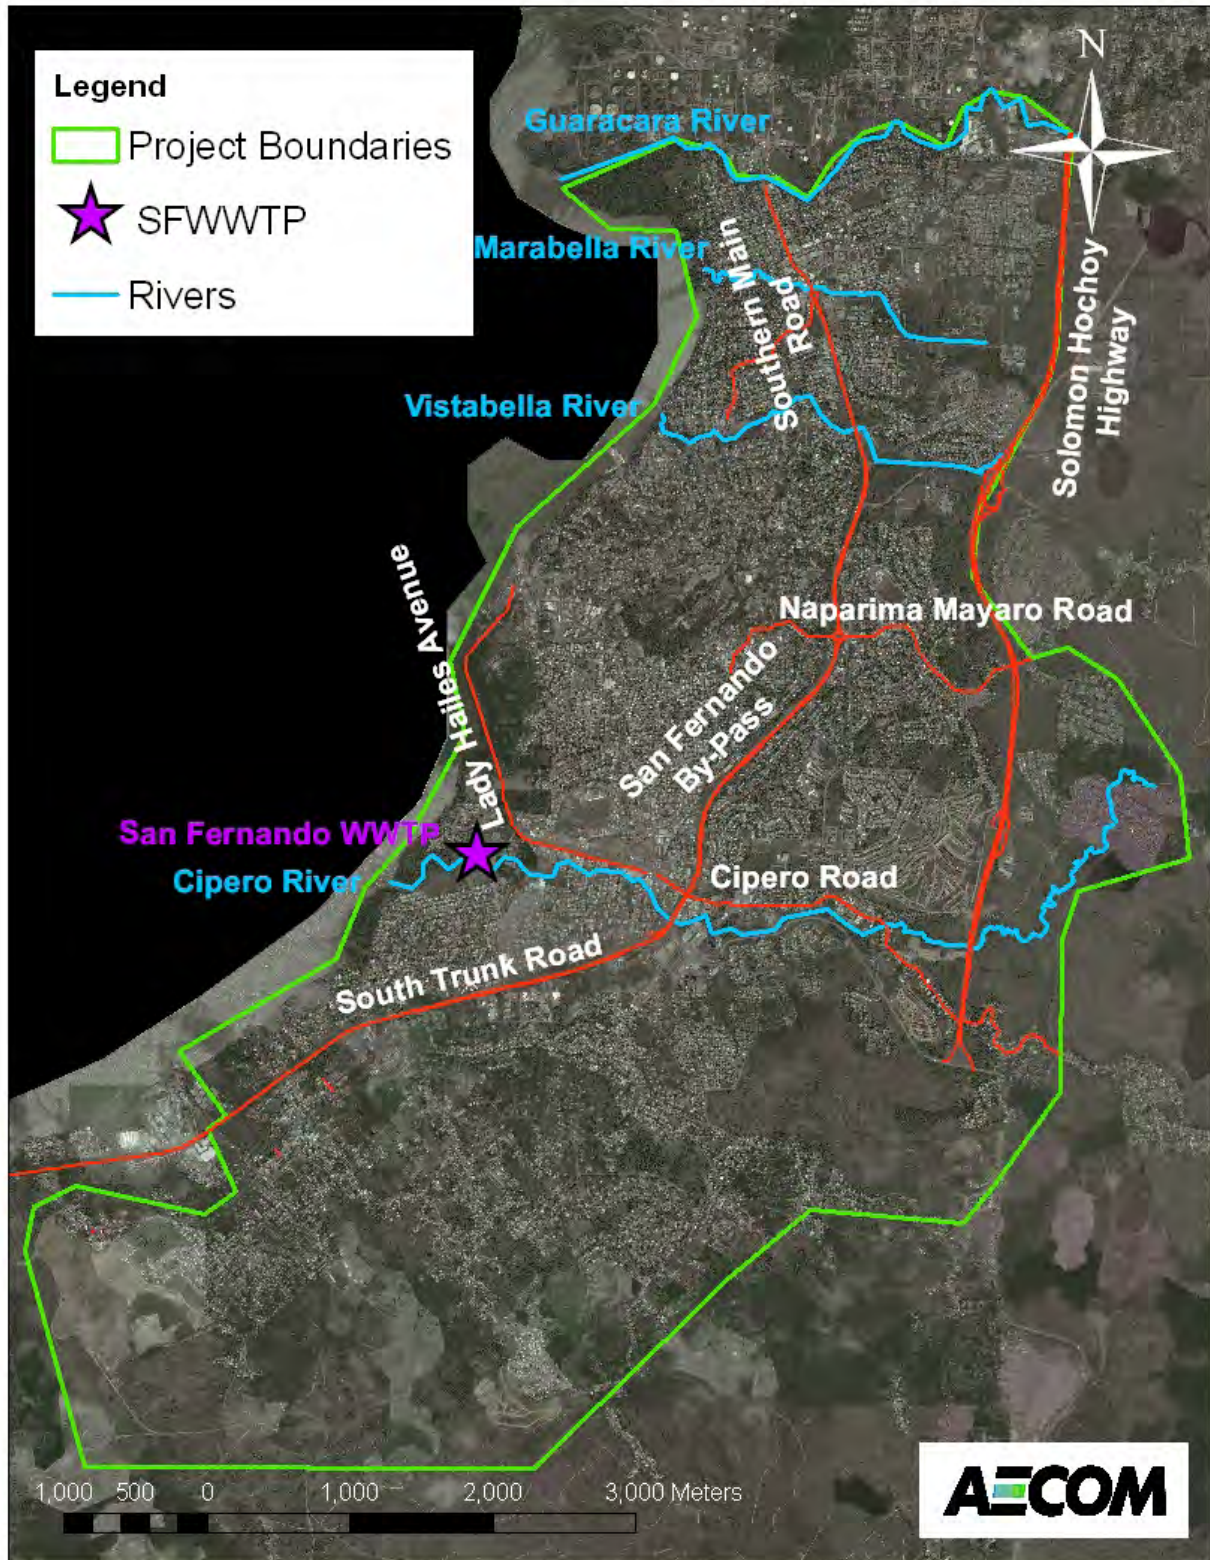 N
Legend
Project Boundaries
SFWWTP
Rivers
Guaracara River
Marabella River
Southern Main
Road
Solomon Hochoy
Highway
Vistabella River
Lady Hailes Avenue
Naparima Mayaro Road
San Fernando
By-Pass
San Fernando WWTP
Cipero River
Cipero Road
South Trunk Road
1,000 500 0 1,000 2,000 3,000 Meters
AECOM